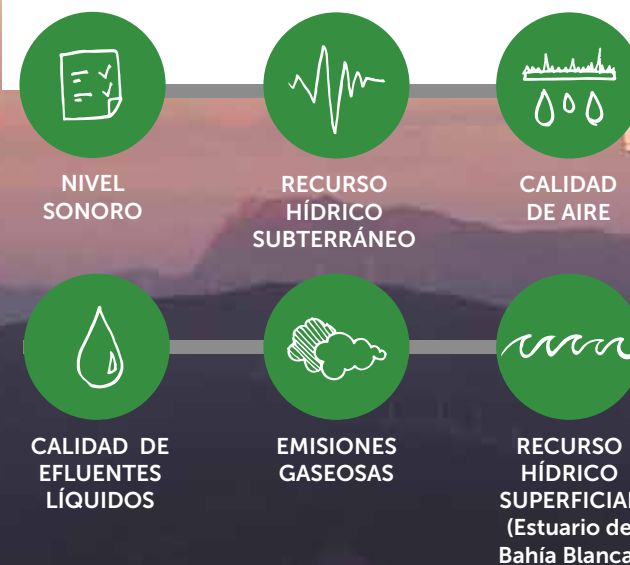 NIVEL
SONORO
RECURSO
HÍDRICO
SUBTERRÁNEO
CALIDAD
DE AIRE
CALIDAD DE
EFLUENTES
LÍQUIDOS
EMISIONES
GASEOSAS
RECURSO
HÍDRICO
SUPERFICIAL
(Estuario de
Bahía Blanca